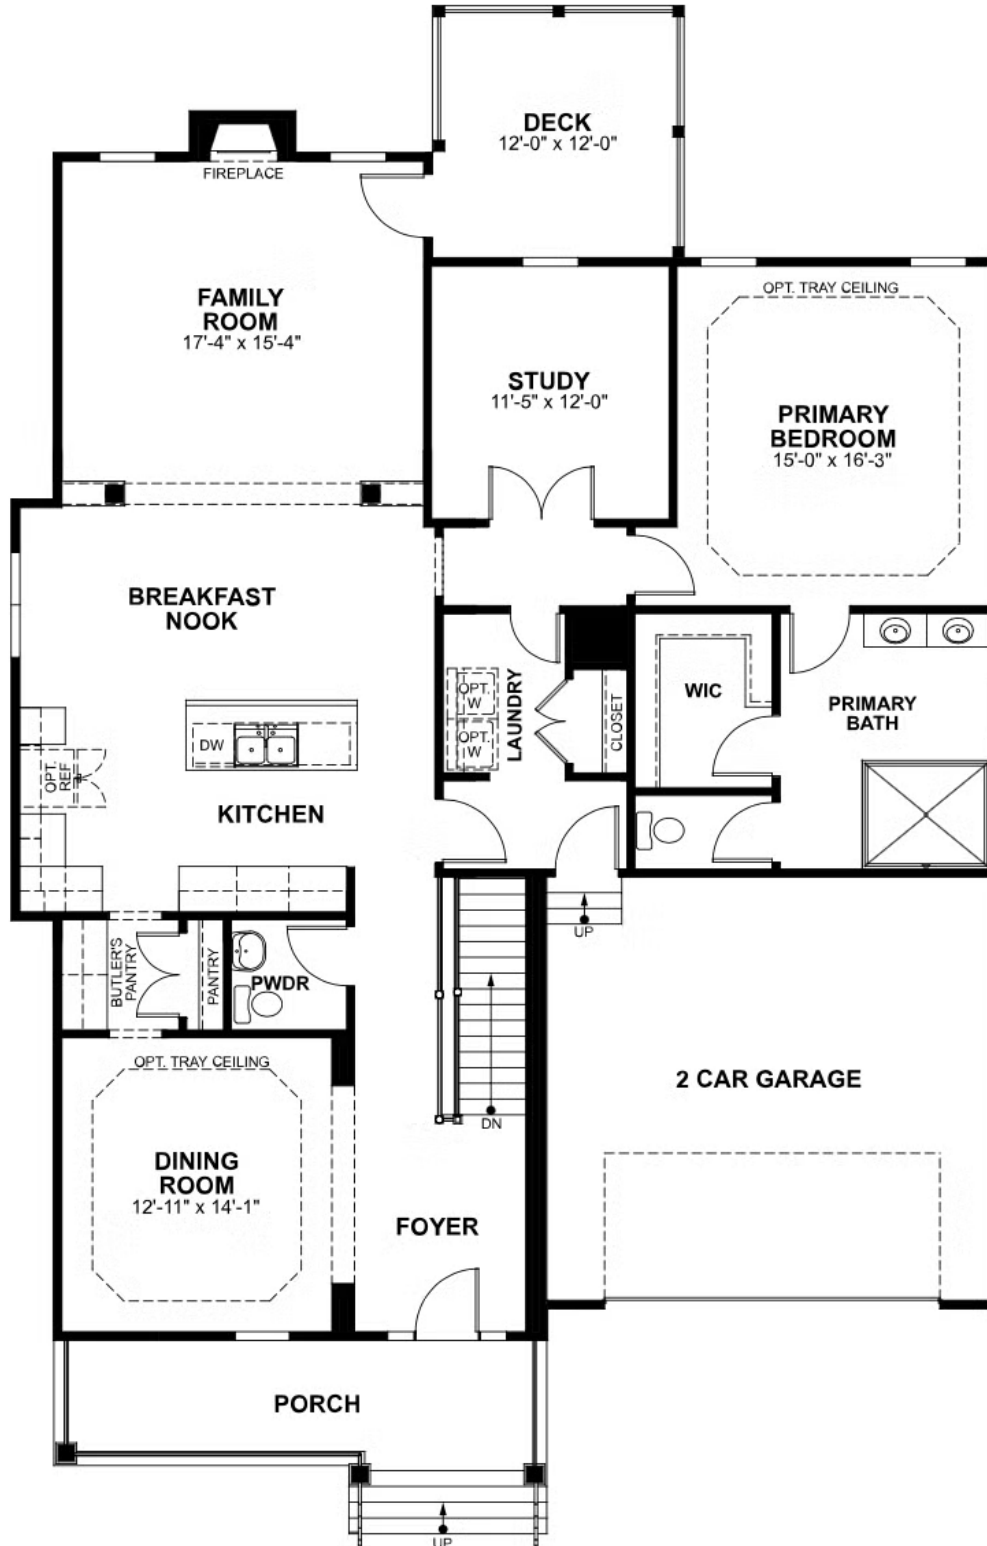 DECK
12'-0" x 12'-0"
FIREPLACE
FAMILY
ROOM
17'-4" x 15'-4"
OPT. TRAY CEILING
STUDY
11'-5" x 12'-0"
PRIMARY
BEDROOM
15'-0" x 16'-3"
BREAKFAST
NOOK
OPT.
W
OPT.
W
LAUNDRY
CLOSET
WIC
PRIMARY
BATH
DW
OPT.
REF
KITCHEN
UP
BUTLER'S
PANTRY
PANTRY
PWDR
OPT. TRAY CEILING
DN
2 CAR GARAGE
DINING
ROOM
12'-11" x 14'-1"
FOYER
PORCH
UP